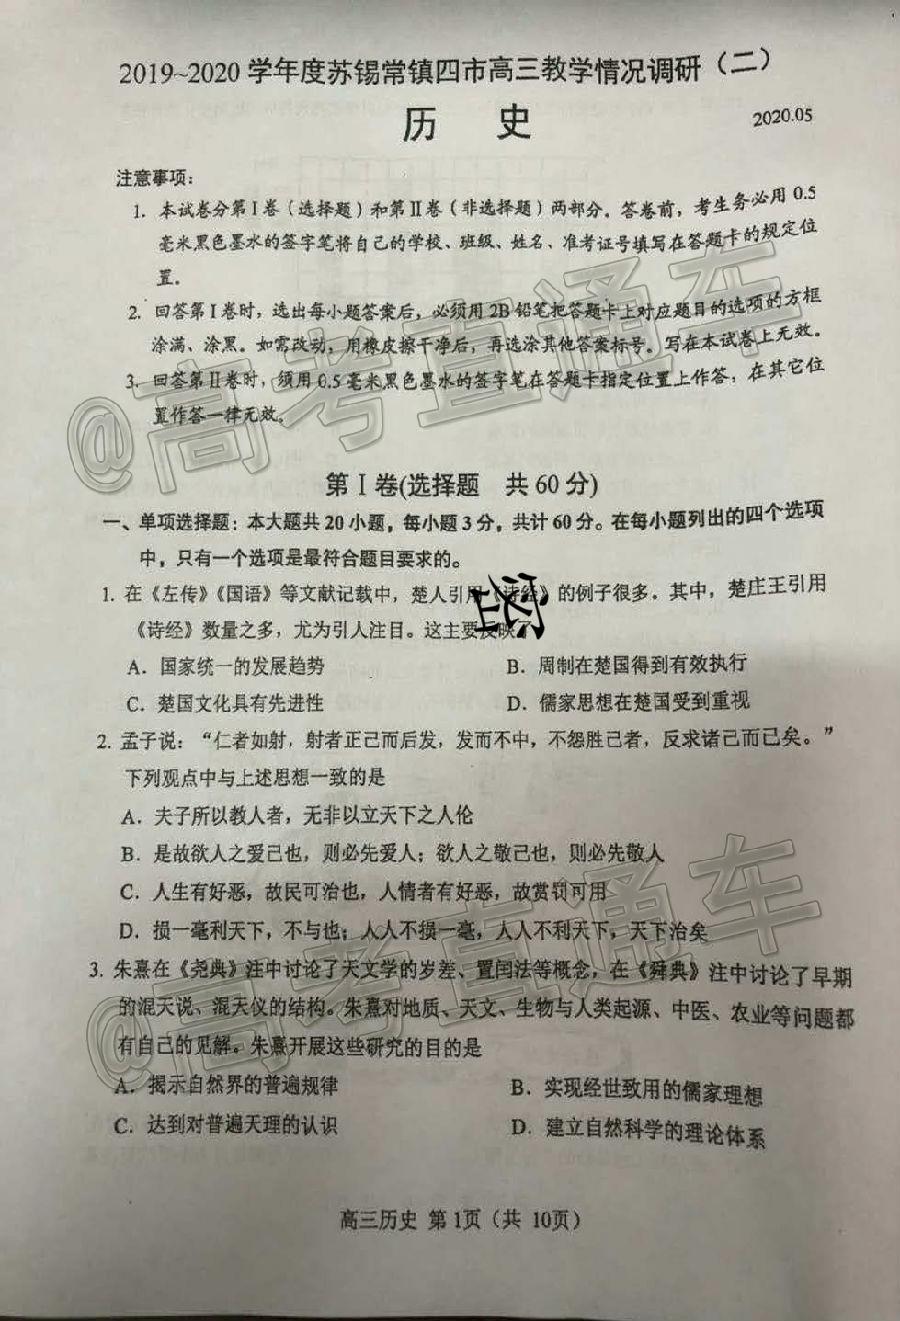 2019~2020 学年度苏锡常镇四市高三教学情况调研（二）
历 史
2020.05
注意事项：
1. 本试卷分第Ⅰ卷（选择题）和第Ⅱ卷（非选择题）两部分。答卷前，考生务必用 0.5
毫米黑色墨水的签字笔将自己的学校、班级、姓名、准考证号填写在答题卡的规定位
置。
2. 回答第Ⅰ卷时，选出每小题答案后，必须用 2B 铅笔把答题卡上对应题目的选项的方框
涂满、涂黑。如需改动，用橡皮擦干净后，再选涂其他答案标号。写在本试卷上无效。
3. 回答第Ⅱ卷时，须用 0.5 毫米黑色墨水的签字笔在答题卡指定位置上作答，在其它位
置作答一律无效。
第Ⅰ卷(选择题 共 60 分)
一、单项选择题：本大题共 20 小题，每小题 3 分，共计 60 分。在每小题列出的四个选项
中，只有一个选项是最符合题目要求的。
1. 在《左传》《国语》等文献记载中，楚人引用《诗经》的例子很多。其中，楚庄王引用
《诗经》数量之多，尤为引人注目。这主要反映了
A．国家统一的发展趋势 B．周制在楚国得到有效执行
C．楚国文化具有先进性 D．儒家思想在楚国受到重视
2. 孟子说：“仁者如射，射者正己而后发，发而不中，不怨胜己者，反求诸己而已矣。”
下列观点中与上述思想一致的是
A．夫子所以教人者，无非以立天下之人伦
B．是故欲人之爱己也，则必先爱人；欲人之敬己也，则必先敬人
C．人生有好恶，故民可治也，人情者有好恶，故赏罚可用
D．损一毫利天下，不与也；人人不损一毫，人人不利天下，天下治矣
3. 朱熹在《尧典》注中讨论了天文学的岁差、置闰法等概念，在《舜典》注中讨论了早期
的混天说、混天仪的结构。朱熹对地质、天文、生物与人类起源、中医、农业等问题都
有自己的见解。朱熹开展这些研究的目的是
A．揭示自然界的普遍规律 B．实现经世致用的儒家理想
C．达到对普遍天理的认识 D．建立自然科学的理论体系
高三历史 第 1页（共 10页）
@高考直通车
@高考直通车